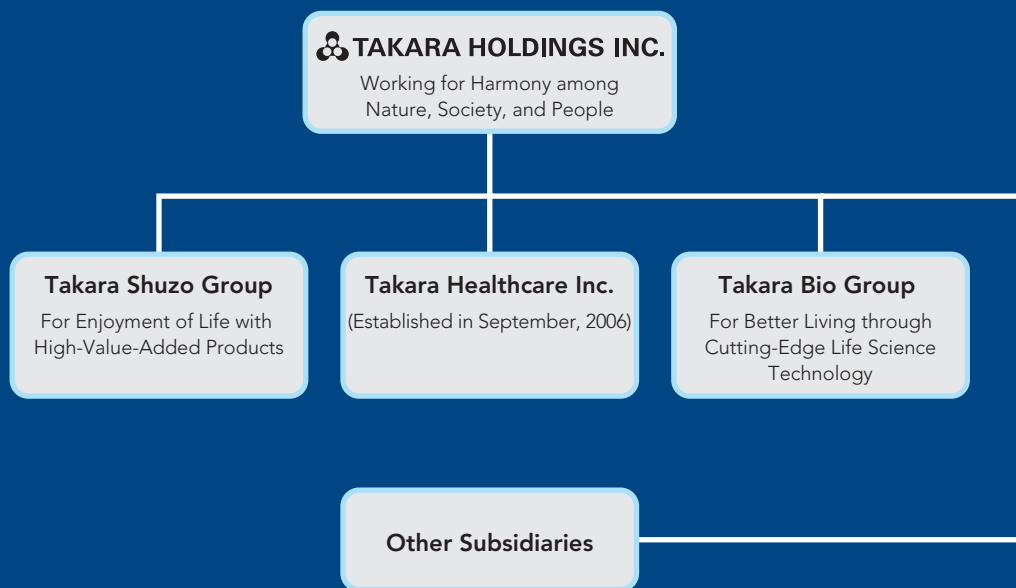 TAKARA HOLDINGS INC.
Working for Harmony among
Nature, Society, and People
Takara Shuzo Group
For Enjoyment of Life with
High-Value-Added Products
Takara Healthcare Inc.
(Established in September, 2006)
Takara Bio Group
For Better Living through
Cutting-Edge Life Science
Technology
Other Subsidiaries